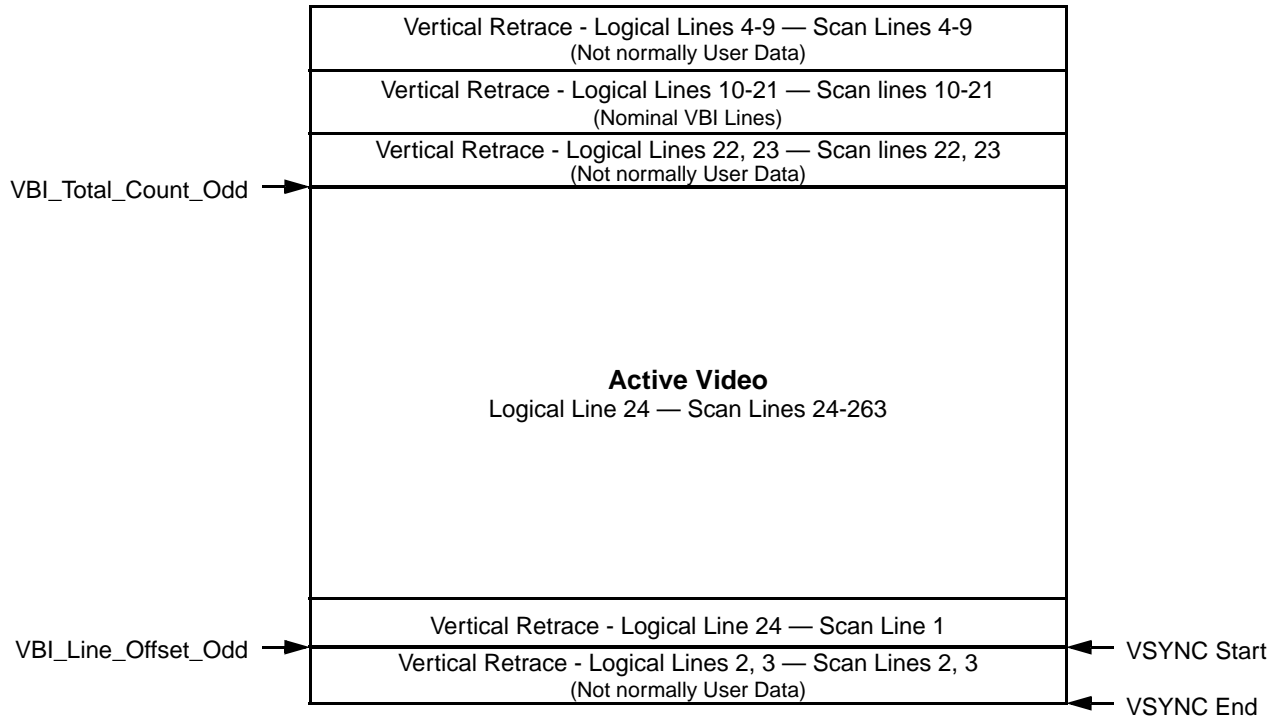 Vertical Retrace - Logical Lines 4-9 — Scan Lines 4-9
(Not normally User Data)
Vertical Retrace - Logical Lines 10-21 — Scan lines 10-21
(Nominal VBI Lines)
Vertical Retrace - Logical Lines 22, 23 — Scan lines 22, 23
(Not normally User Data)
VBI_Total_Count_Odd
Active Video
Logical Line 24 — Scan Lines 24-263
Vertical Retrace - Logical Line 24 — Scan Line 1
VBI_Line_Offset_Odd
VSYNC Start
Vertical Retrace - Logical Lines 2, 3 — Scan Lines 2, 3
(Not normally User Data)
VSYNC End